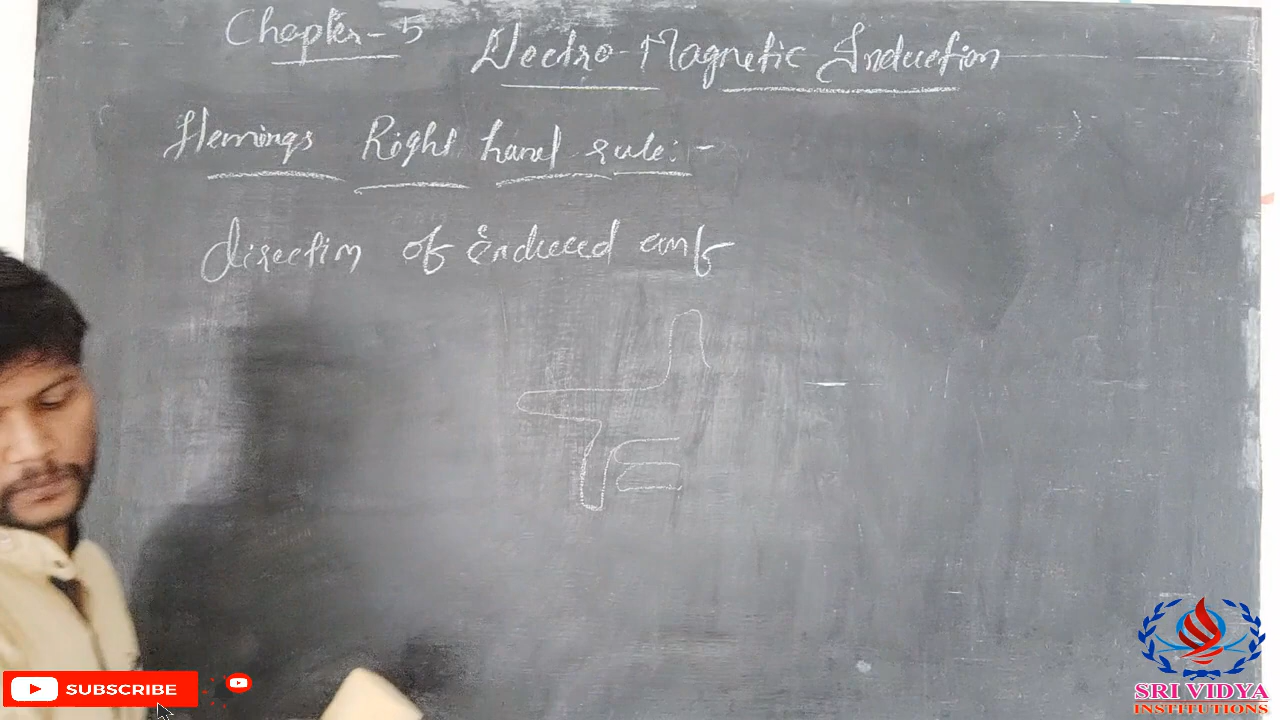 Chapter-5 Electro-Magnetic Induction
Flemings Right hand rule:-
direction of induced emf
SUBSCRIBE
SRI VIDYA
INSTITUTIONS